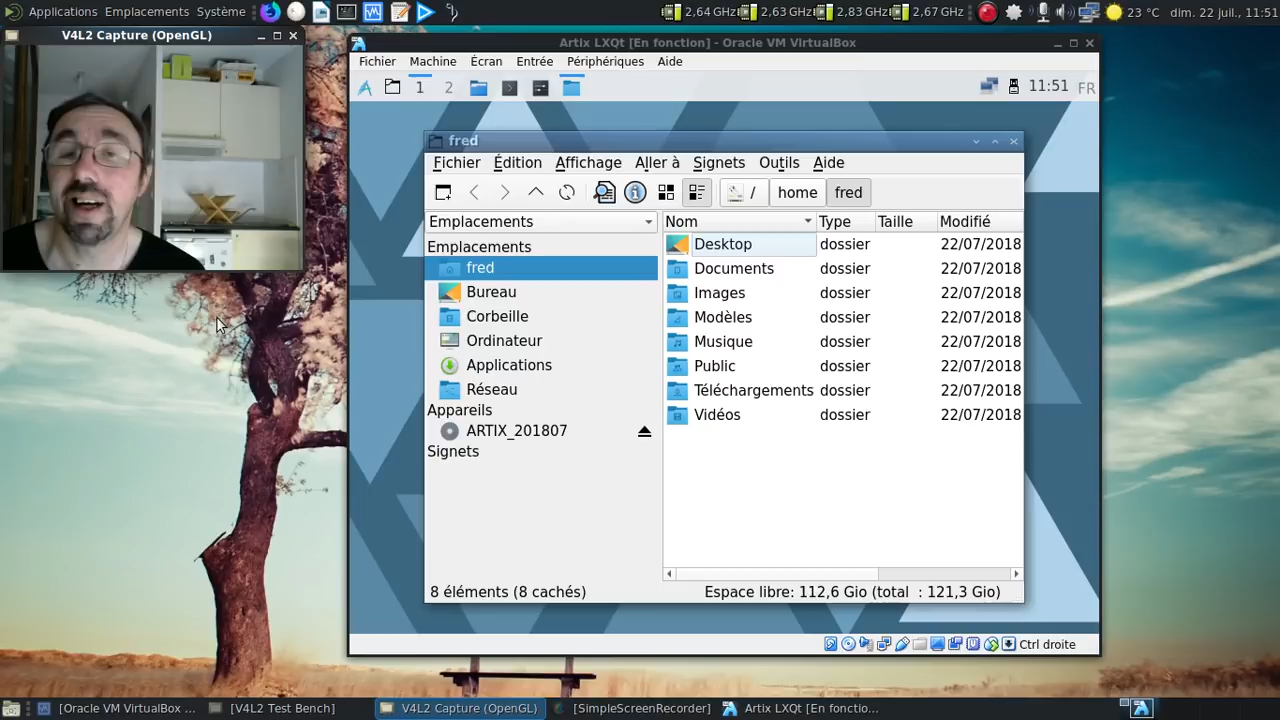 Applications Emplacements Système
2,64 GHz 2,63 GHz 2,83 GHz 2,67 GHz 23 °C dim. 22 juil., 11:51
V4L2 Capture (OpenGL)
Artix LXQt [En fonction] - Oracle VM VirtualBox
Fichier Machine Écran Entrée Périphériques Aide
1 2 11:51 FR
fred
Fichier Édition Affichage Aller à Signets Outils Aide
/ home fred
Emplacements
Nom Type Taille Modifié
Emplacements
fred
Bureau
Corbeille
Ordinateur
Applications
Réseau
Appareils
ARTIX_201807
Signets
Desktop dossier 22/07/2018
Documents dossier 22/07/2018
Images dossier 22/07/2018
Modèles dossier 22/07/2018
Musique dossier 22/07/2018
Public dossier 22/07/2018
Téléchargements dossier 22/07/2018
Vidéos dossier 22/07/2018
8 éléments (8 cachés) Espace libre: 112,6 Gio (total : 121,3 Gio)
Ctrl droite
[Oracle VM VirtualBox ... [V4L2 Test Bench] V4L2 Capture (OpenGL) [SimpleScreenRecorder] Artix LXQt [En fonctio...